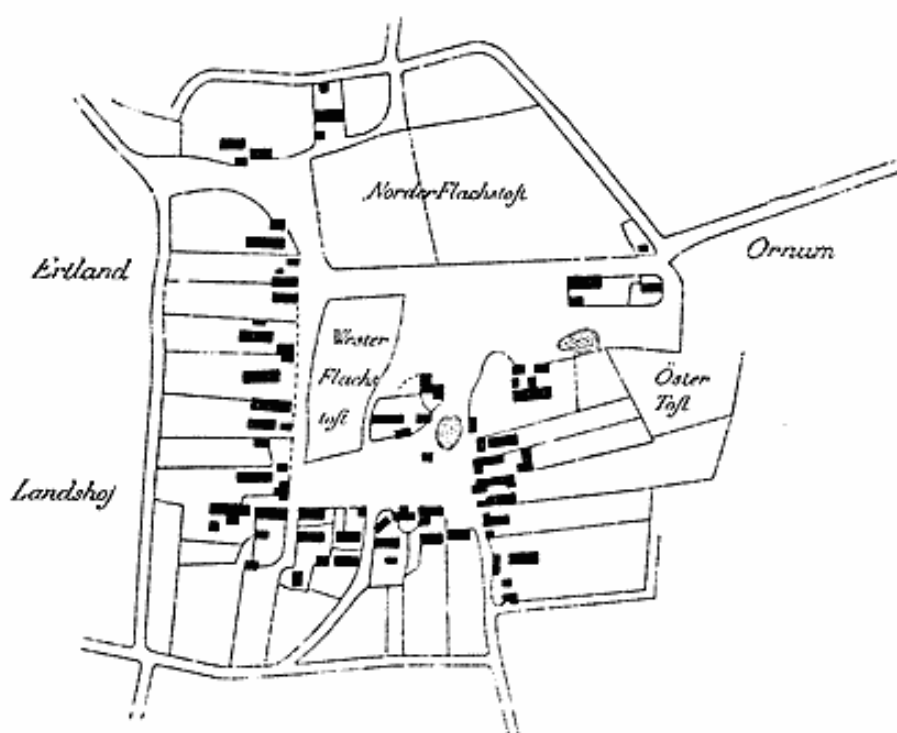 Norder Flachstoft
Ornum
Ertland
Wester
Flachs
toft
Öster
Toft
Landshoj